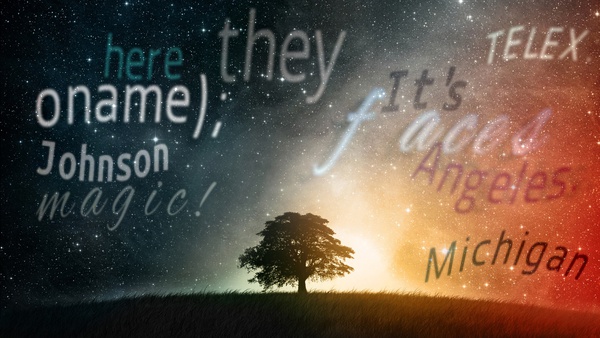 they
here
TELEX,
oname);
It's
faces
Johnson
Angeles.
magic!
Michigan